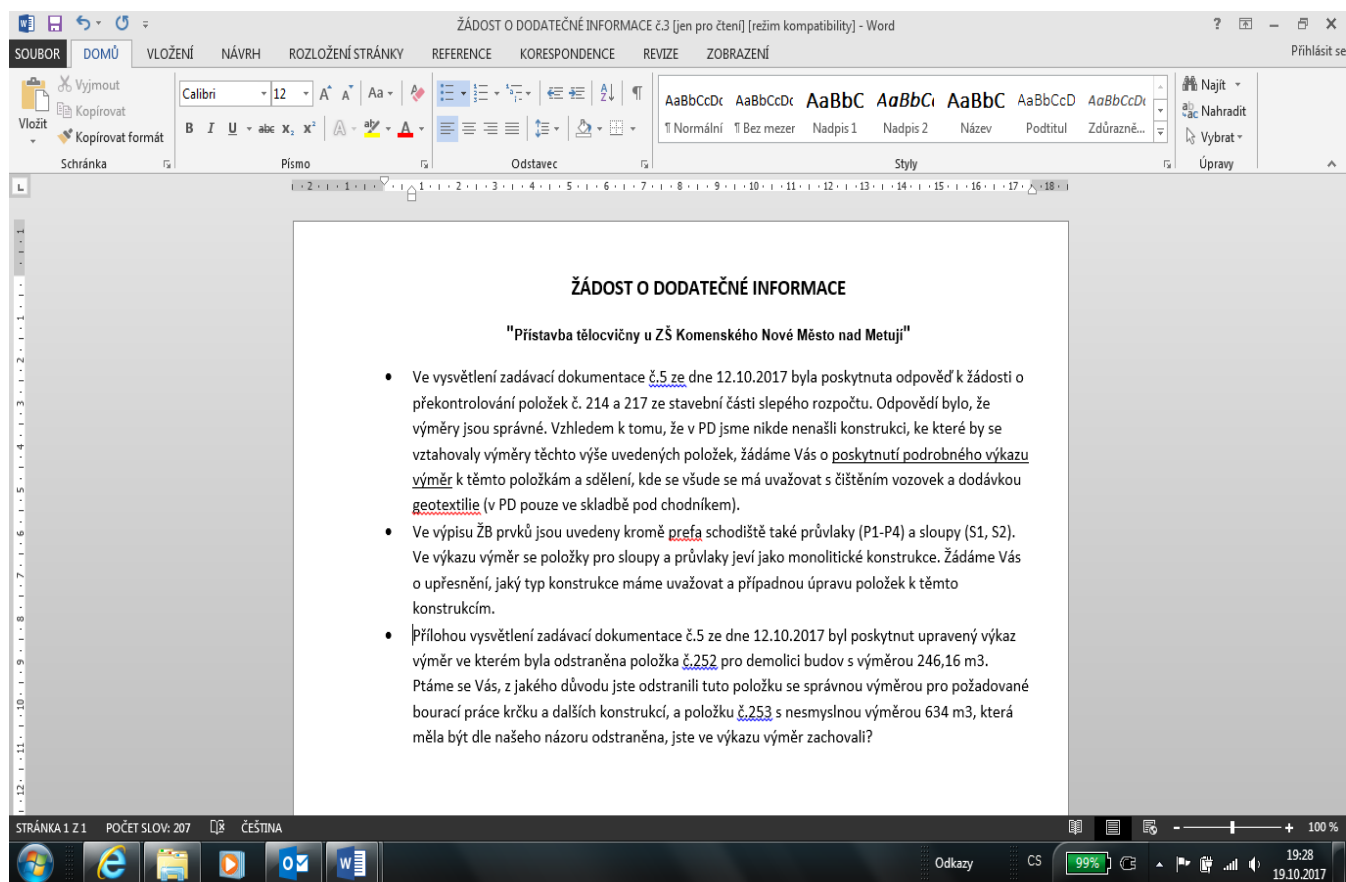 ŽÁDOST O DODATEČNÉ INFORMACE č.3 [jen pro čtení] [režim kompatibility] - Word
SOUBOR DOMŮ VLOŽENÍ NÁVRH ROZLOŽENÍ STRÁNKY REFERENCE KORESPONDENCE REVIZE ZOBRAZENÍ Přihlásit se
Vložit
Vyjmout
Kopírovat
Kopírovat formát
Schránka
Calibri 12
Písmo
Odstavec
AaBbCcDc AaBbCcDc AaBbC AaBbCc AaBbC AaBbCcD AaBbCcDc
¶ Normální ¶ Bez mezer Nadpis 1 Nadpis 2 Název Podtitul Zdůrazně...
Styly
Najít
Nahradit
Vybrat
Úpravy
ŽÁDOST O DODATEČNÉ INFORMACE
"Přístavba tělocvičny u ZŠ Komenského Nové Město nad Metují"
• Ve vysvětlení zadávací dokumentace č.5 ze dne 12.10.2017 byla poskytnuta odpověď k žádosti o
překontrolování položek č. 214 a 217 ze stavební části slepého rozpočtu. Odpovědí bylo, že
výměry jsou správné. Vzhledem k tomu, že v PD jsme nikde nenašli konstrukci, ke které by se
vztahovaly výměry těchto výše uvedených položek, žádáme Vás o poskytnutí podrobného výkazu
výměr k těmto položkám a sdělení, kde se všude se má uvažovat s čištěním vozovek a dodávkou
geotextilie (v PD pouze ve skladbě pod chodníkem).
• Ve výpisu ŽB prvků jsou uvedeny kromě prefa schodiště také průvlaky (P1-P4) a sloupy (S1, S2).
Ve výkazu výměr se položky pro sloupy a průvlaky jeví jako monolitické konstrukce. Žádáme Vás
o upřesnění, jaký typ konstrukce máme uvažovat a případnou úpravu položek k těmto
konstrukcím.
• Přílohou vysvětlení zadávací dokumentace č.5 ze dne 12.10.2017 byl poskytnut upravený výkaz
výměr ve kterém byla odstraněna položka č.252 pro demolici budov s výměrou 246,16 m3.
Ptáme se Vás, z jakého důvodu jste odstranili tuto položku se správnou výměrou pro požadované
bourací práce krčku a dalších konstrukcí, a položku č.253 s nesmyslnou výměrou 634 m3, která
měla být dle našeho názoru odstraněna, jste ve výkazu výměr zachovali?
STRÁNKA 1 Z 1 POČET SLOV: 207 ČEŠTINA 100 %
Odkazy CS 99% 19:28
19.10.2017